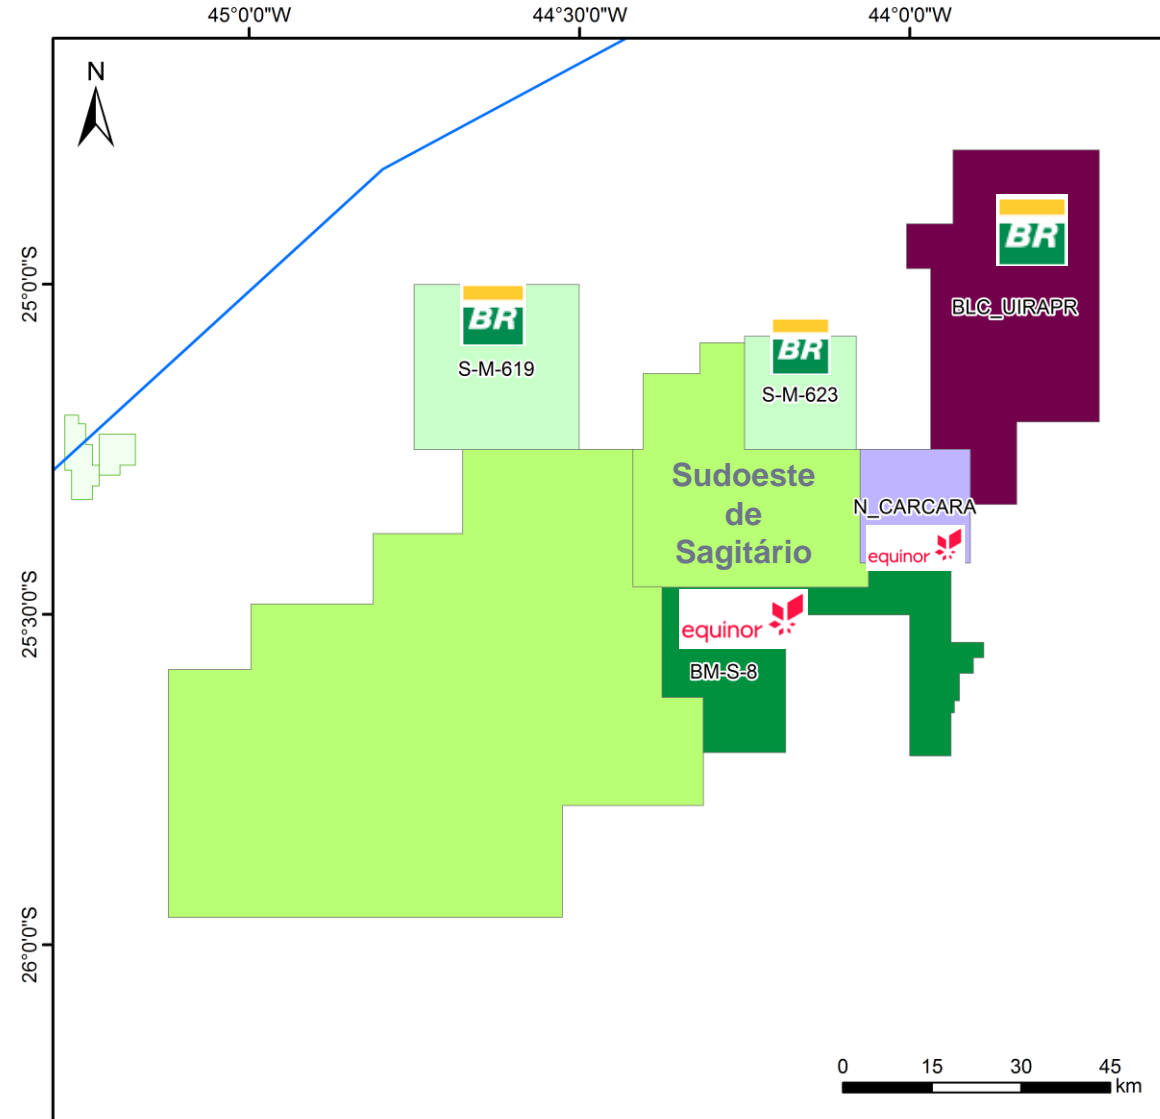 45°0'0"W
44°30'0"W
44°0'0"W
N
BR
BLC_UIRAPR
25°0'0"S
BR
S-M-619
BR
S-M-623
Sudoeste
de
Sagitário
N_CARCARA
equinor
25°30'0"S
equinor
BM-S-8
26°0'0"S
0 15 30 45
km